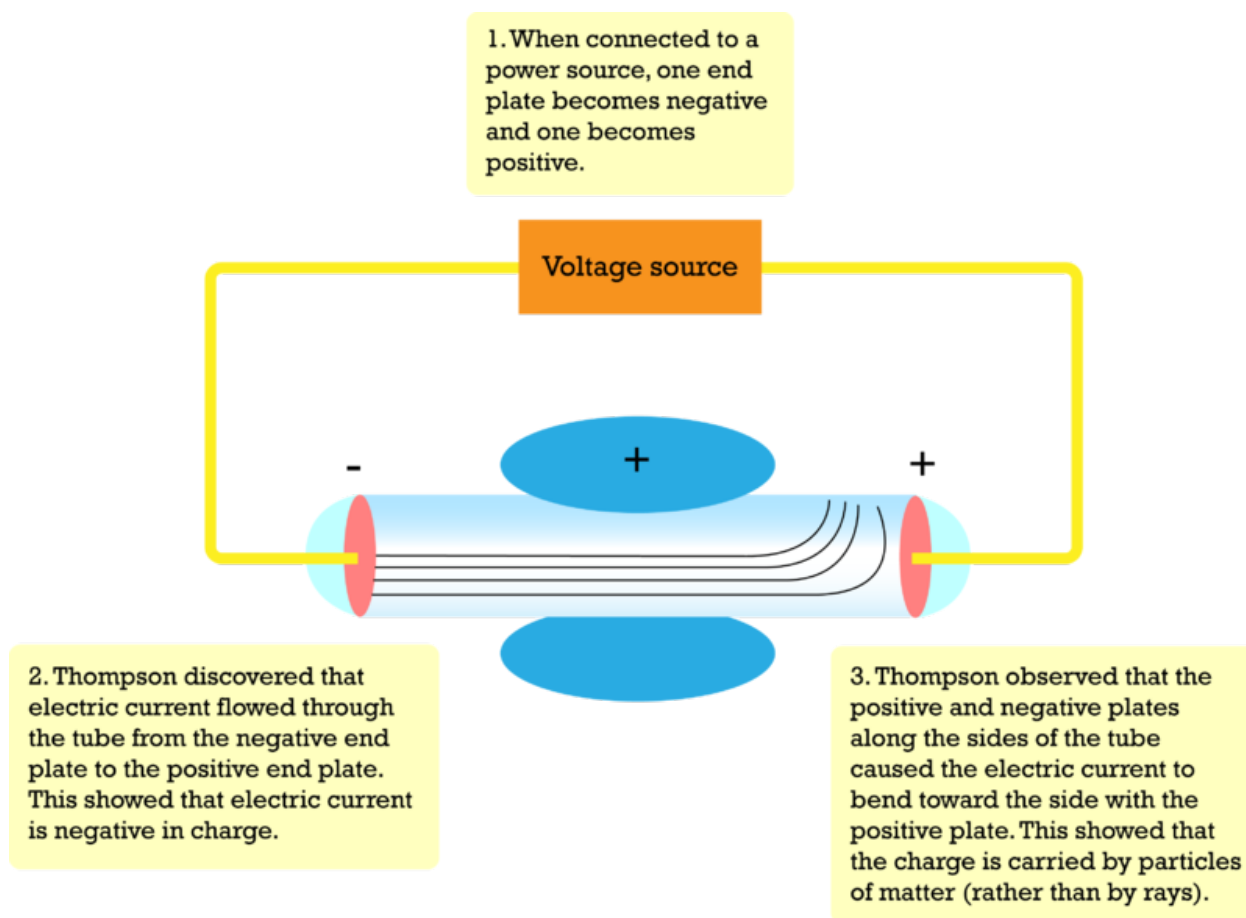 1. When connected to a
power source, one end
plate becomes negative
and one becomes
positive.
Voltage source
-
+
+
2. Thompson discovered that
electric current flowed through
the tube from the negative end
plate to the positive end plate.
This showed that electric current
is negative in charge.
3. Thompson observed that the
positive and negative plates
along the sides of the tube
caused the electric current to
bend toward the side with the
positive plate. This showed that
the charge is carried by particles
of matter (rather than by rays).